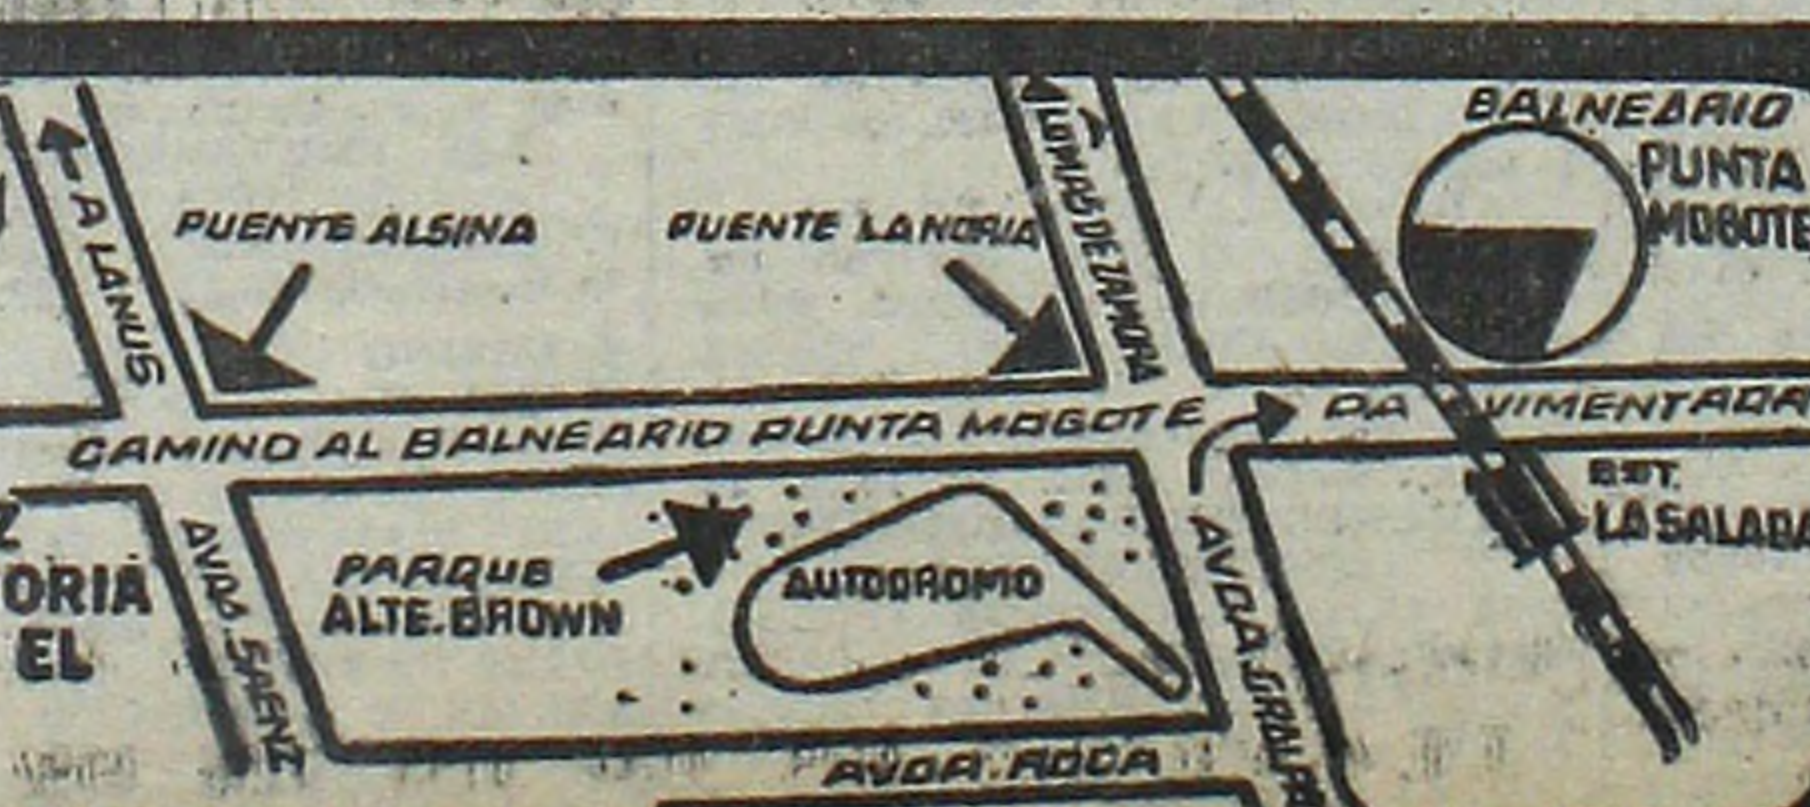 BALNEARIO
PUNTA
MOGOTE
A LANUS
PUENTE ALSINA
PUENTE LA NORIA
A LOMAS DE ZAMORA
CAMINO AL BALNEARIO PUNTA MOGOTE
PAVIMENTADA
EST.
LA SALADA
ORIA
EL
AVDA. SAENZ
PARQUE
ALTE. BROWN
AUTODROMO
AVDA. GRAL PA
AVDA. ROCA